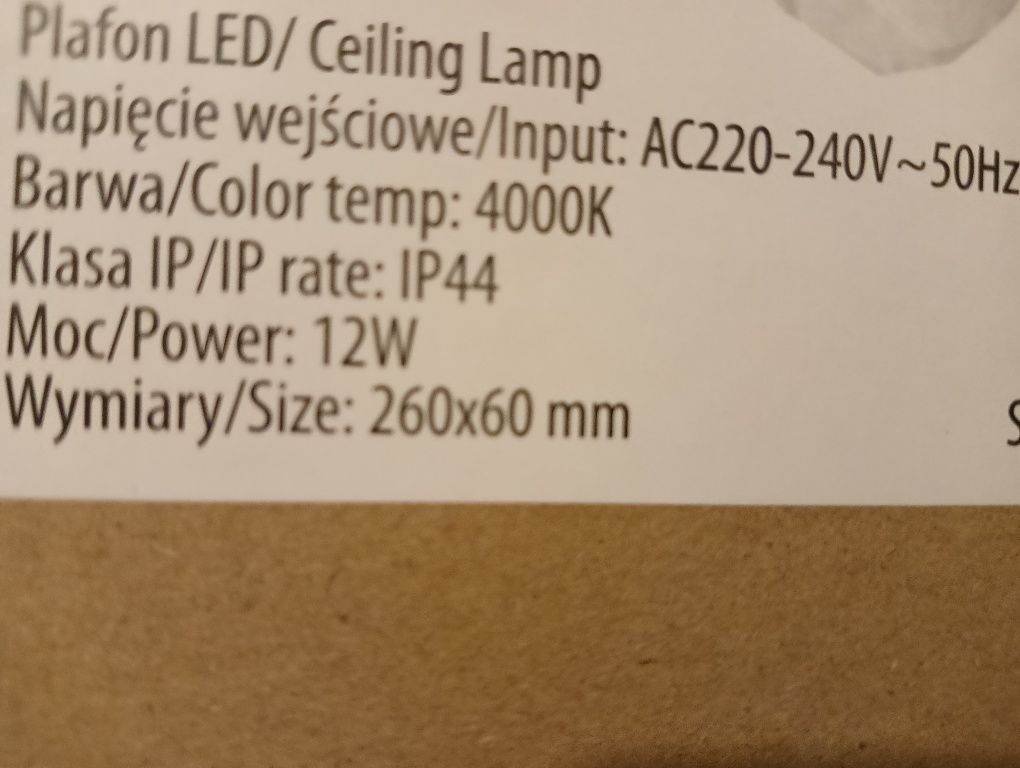 Plafon LED/ Ceiling Lamp
Napięcie wejściowe/Input: AC220-240V~50Hz
Barwa/Color temp: 4000K
Klasa IP/IP rate: IP44
Moc/Power: 12W
Wymiary/Size: 260x60 mm